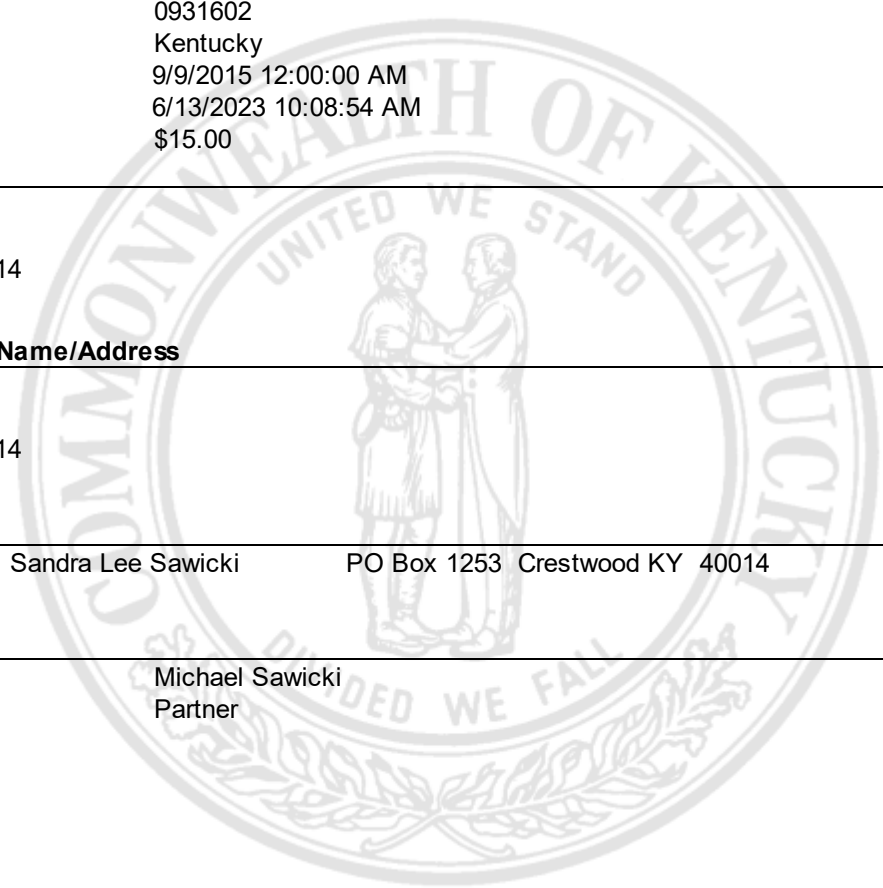 0931602
Kentucky
9/9/2015 12:00:00 AM
6/13/2023 10:08:54 AM
$15.00
14
Name/Address
14
Sandra Lee Sawicki PO Box 1253 Crestwood KY 40014
Michael Sawicki
Partner
COMMONWEALTH OF KENTUCKY
UNITED WE STAND
DIVIDED WE FALL